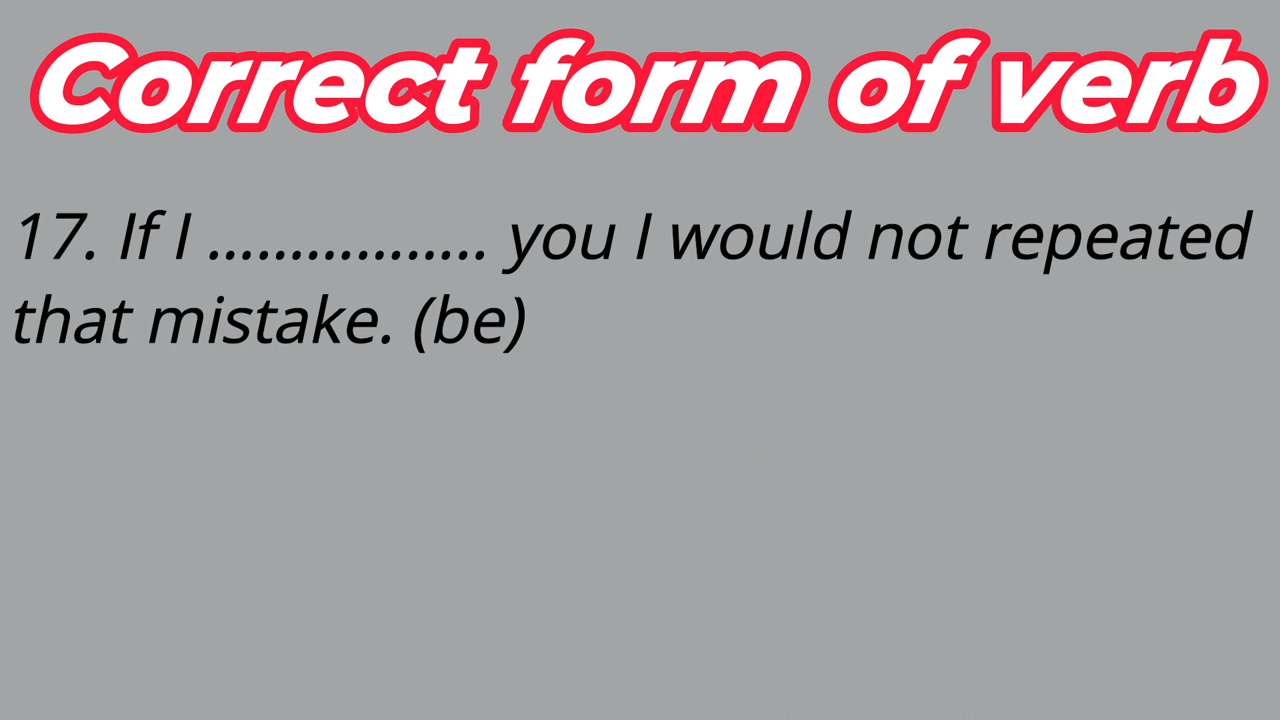 Correct form of verb
17. If I ................. you I would not repeated
that mistake. (be)